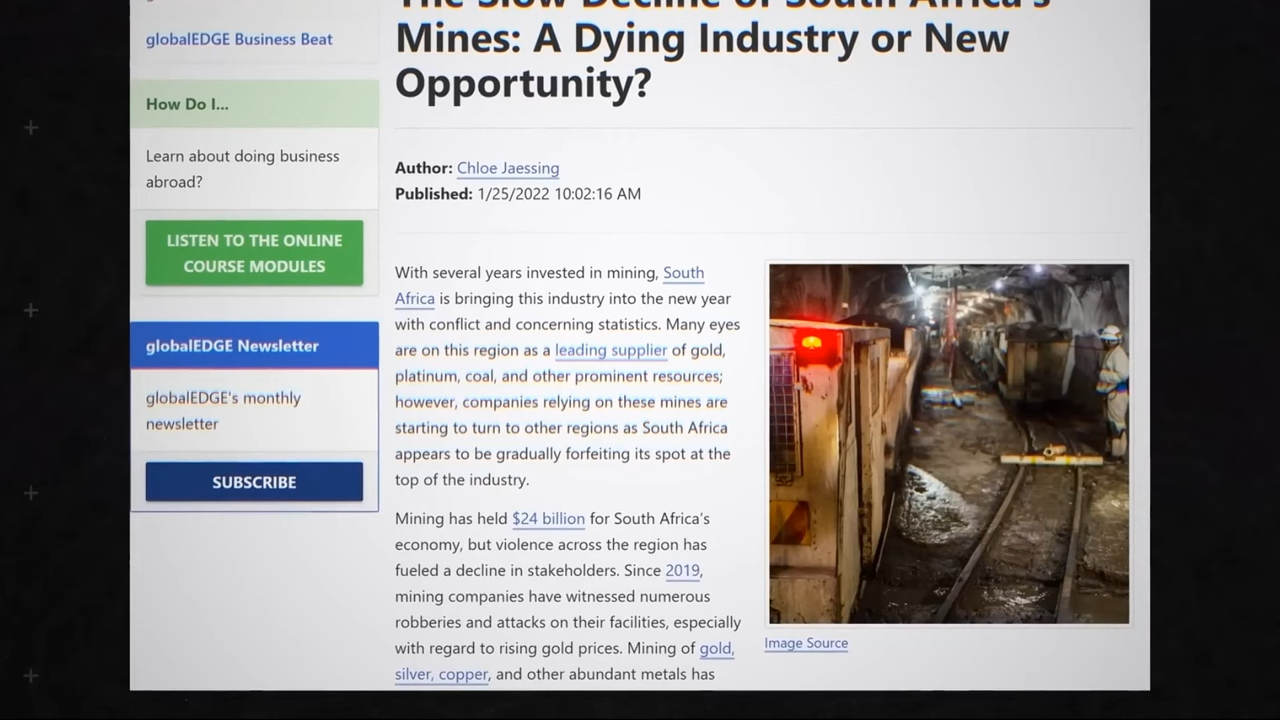 globalEDGE Business Beat
How Do I...
Learn about doing business
abroad?
LISTEN TO THE ONLINE
COURSE MODULES
globalEDGE Newsletter
globalEDGE's monthly
newsletter
SUBSCRIBE
The Slow Decline of South Africa's
Mines: A Dying Industry or New
Opportunity?
Author: Chloe Jaessing
Published: 1/25/2022 10:02:16 AM
With several years invested in mining, South
Africa is bringing this industry into the new year
with conflict and concerning statistics. Many eyes
are on this region as a leading supplier of gold,
platinum, coal, and other prominent resources;
however, companies relying on these mines are
starting to turn to other regions as South Africa
appears to be gradually forfeiting its spot at the
top of the industry.
Mining has held $24 billion for South Africa's
economy, but violence across the region has
fueled a decline in stakeholders. Since 2019,
mining companies have witnessed numerous
robberies and attacks on their facilities, especially
with regard to rising gold prices. Mining of gold,
silver, copper, and other abundant metals has
Image Source